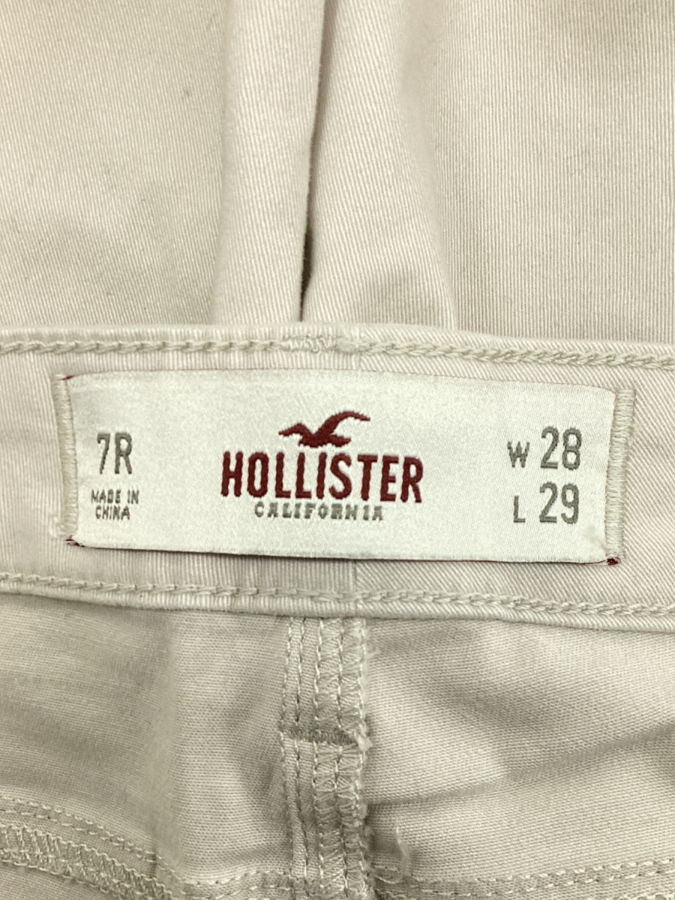 7R
MADE IN
CHINA
HOLLISTER
CALIFORNIA
W 28
L 29